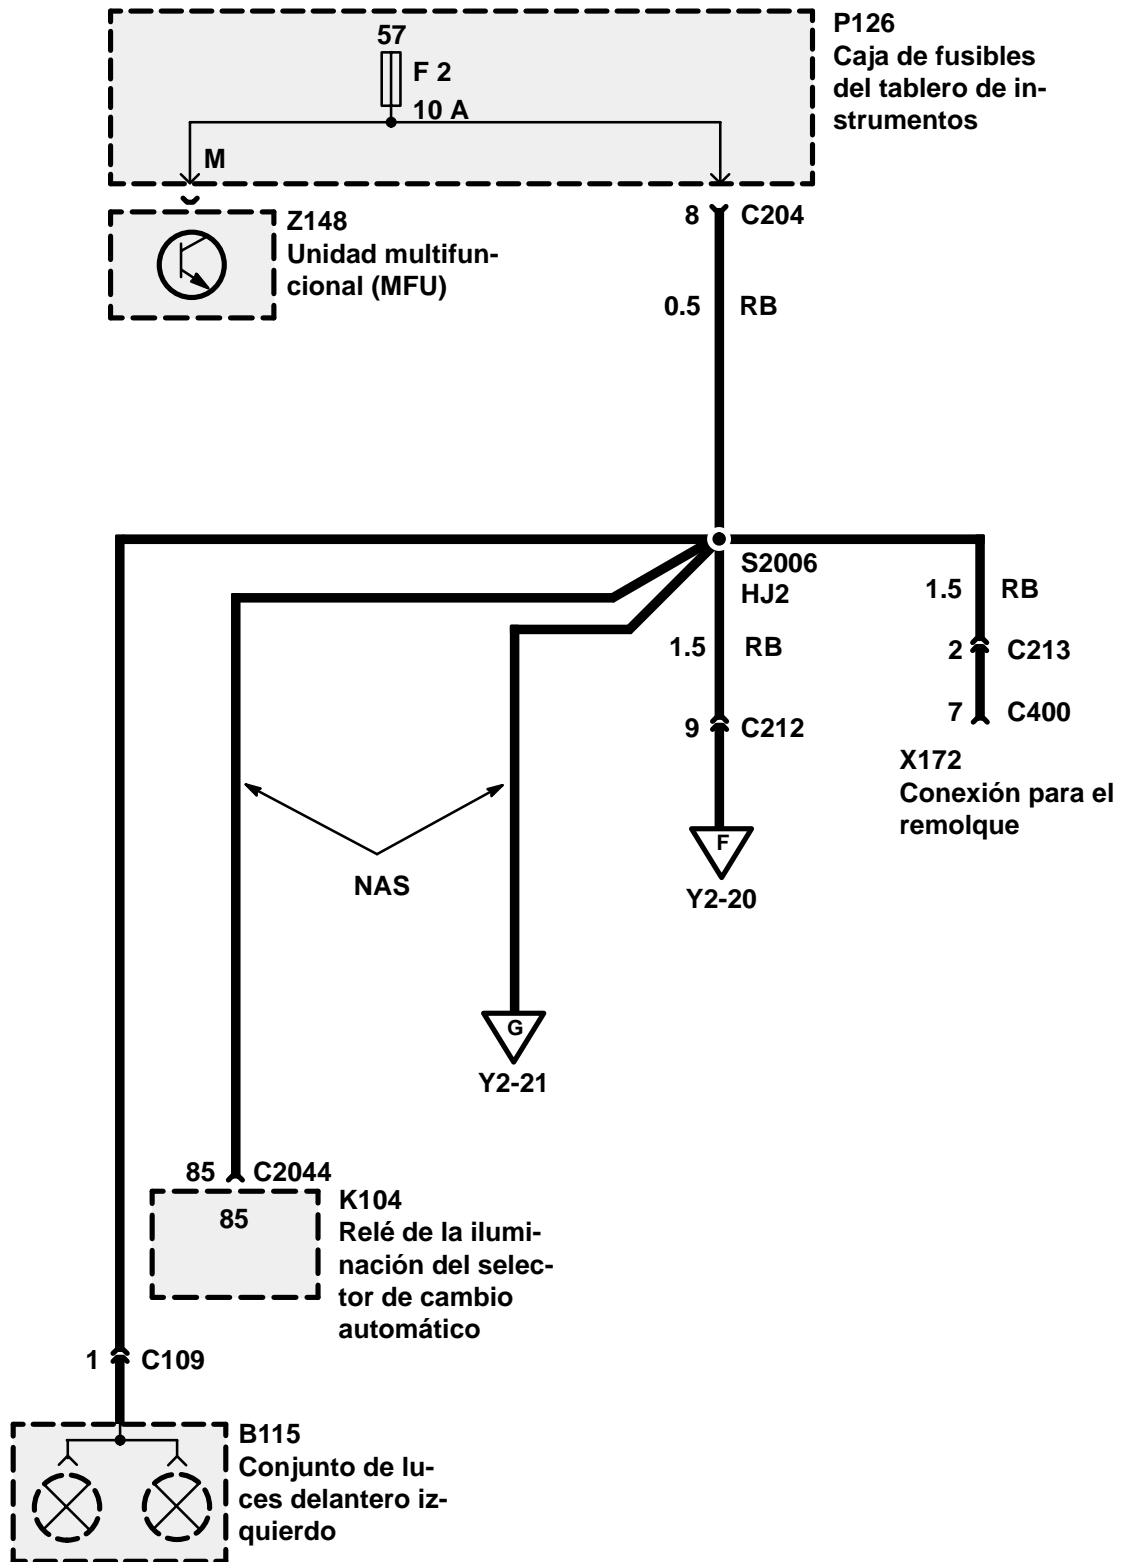 P126
Caja de fusibles
del tablero de in-
strumentos
57
F 2
10 A
M
Z148
Unidad multifun-
cional (MFU)
8 C204
0.5 RB
S2006
HJ2
1.5 RB
1.5 RB
2 C213
9 C212
7 C400
X172
Conexión para el
remolque
F
Y2-20
NAS
G
Y2-21
85 C2044
85
K104
Relé de la ilumi-
nación del selec-
tor de cambio
automático
1 C109
B115
Conjunto de lu-
ces delantero iz-
quierdo